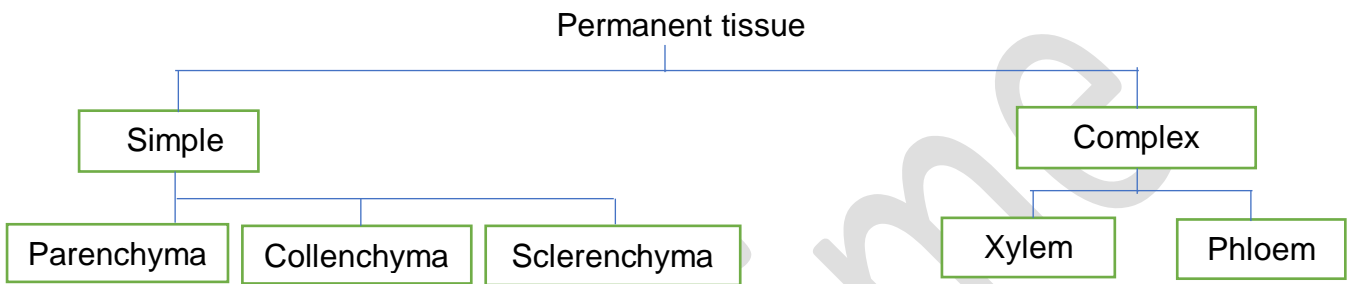 Permanent tissue
Simple
Complex
Parenchyma
Collenchyma
Sclerenchyma
Xylem
Phloem